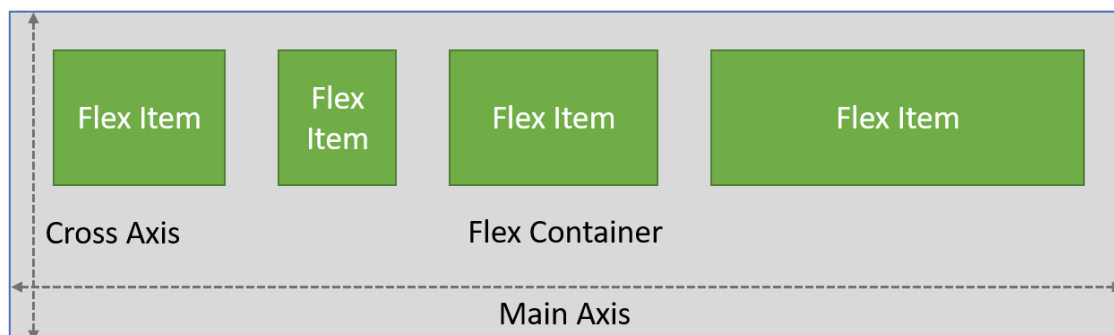 Flex Item
Flex
Item
Flex Item
Flex Item
Cross Axis
Flex Container
Main Axis